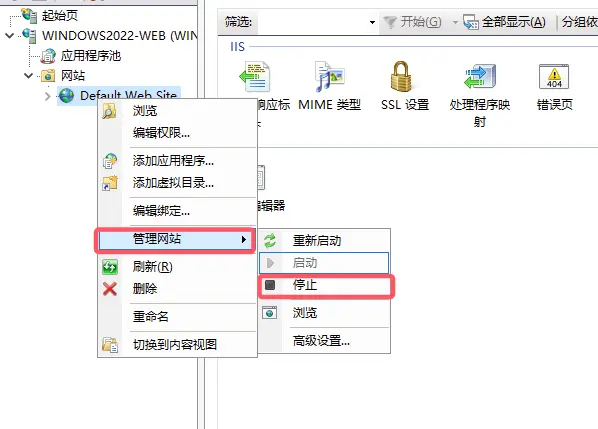 起始页
WINDOWS2022-WEB (WIN
应用程序池
网站
Default Web Site
筛选:
开始(G)
全部显示(A)
分组依
IIS
响应标
MIME 类型
SSL 设置
处理程序映
射
错误页
404
编辑器
浏览
编辑权限...
添加应用程序...
添加虚拟目录...
编辑绑定...
管理网站
刷新(R)
删除
重命名
切换到内容视图
重新启动
启动
停止
浏览
高级设置...